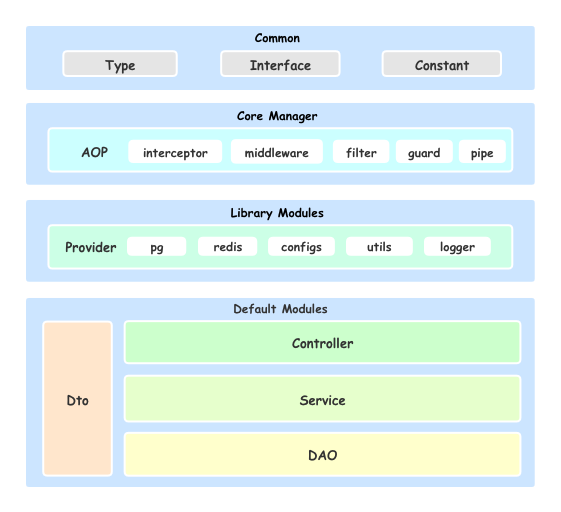 Common
Type Interface Constant
Core Manager
AOP interceptor middleware filter guard pipe
Library Modules
Provider pg redis configs utils logger
Default Modules
Controller
Dto Service
DAO